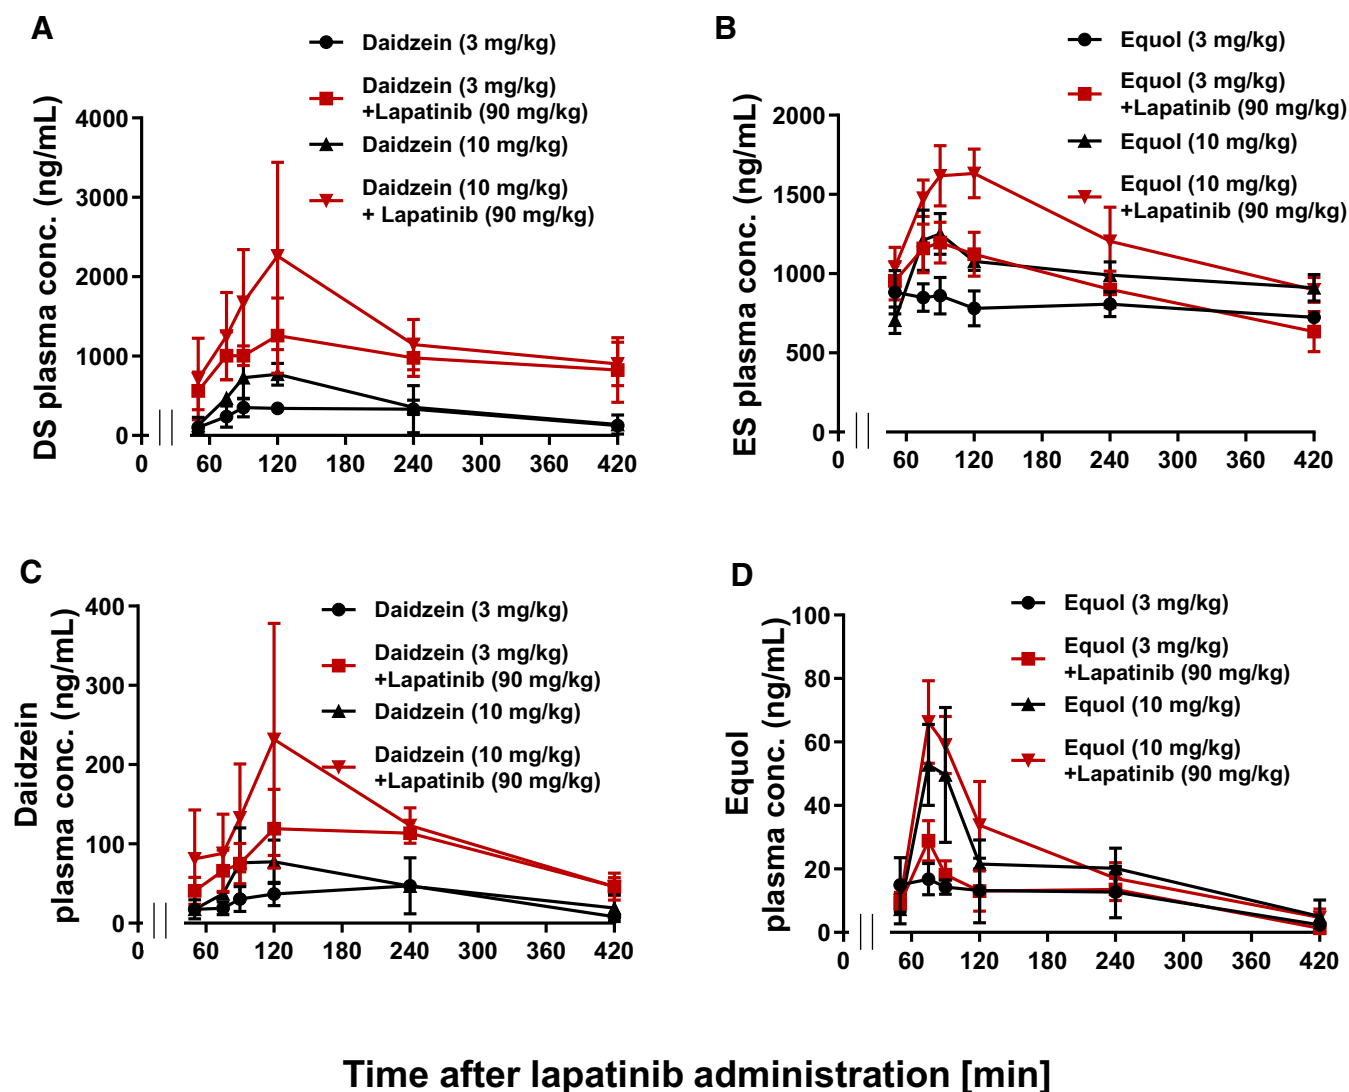 A
Daidzein (3 mg/kg)
Daidzein (3 mg/kg)
+Lapatinib (90 mg/kg)
Daidzein (10 mg/kg)
Daidzein (10 mg/kg)
+ Lapatinib (90 mg/kg)
DS plasma conc. (ng/mL)
4000
3000
2000
1000
0
0 60 120 180 240 300 360 420
B
Equol (3 mg/kg)
Equol (3 mg/kg)
+Lapatinib (90 mg/kg)
Equol (10 mg/kg)
Equol (10 mg/kg)
+Lapatinib (90 mg/kg)
ES plasma conc. (ng/mL)
2000
1500
1000
500
0
0 60 120 180 240 300 360 420
C
Daidzein (3 mg/kg)
Daidzein (3 mg/kg)
+Lapatinib (90 mg/kg)
Daidzein (10 mg/kg)
Daidzein (10 mg/kg)
+Lapatinib (90 mg/kg)
Daidzein
plasma conc. (ng/mL)
400
300
200
100
0
0 60 120 180 240 300 360 420
D
Equol (3 mg/kg)
Equol (3 mg/kg)
+Lapatinib (90 mg/kg)
Equol (10 mg/kg)
Equol (10 mg/kg)
+Lapatinib (90 mg/kg)
Equol
plasma conc. (ng/mL)
100
80
60
40
20
0
0 60 120 180 240 300 360 420
Time after lapatinib administration [min]